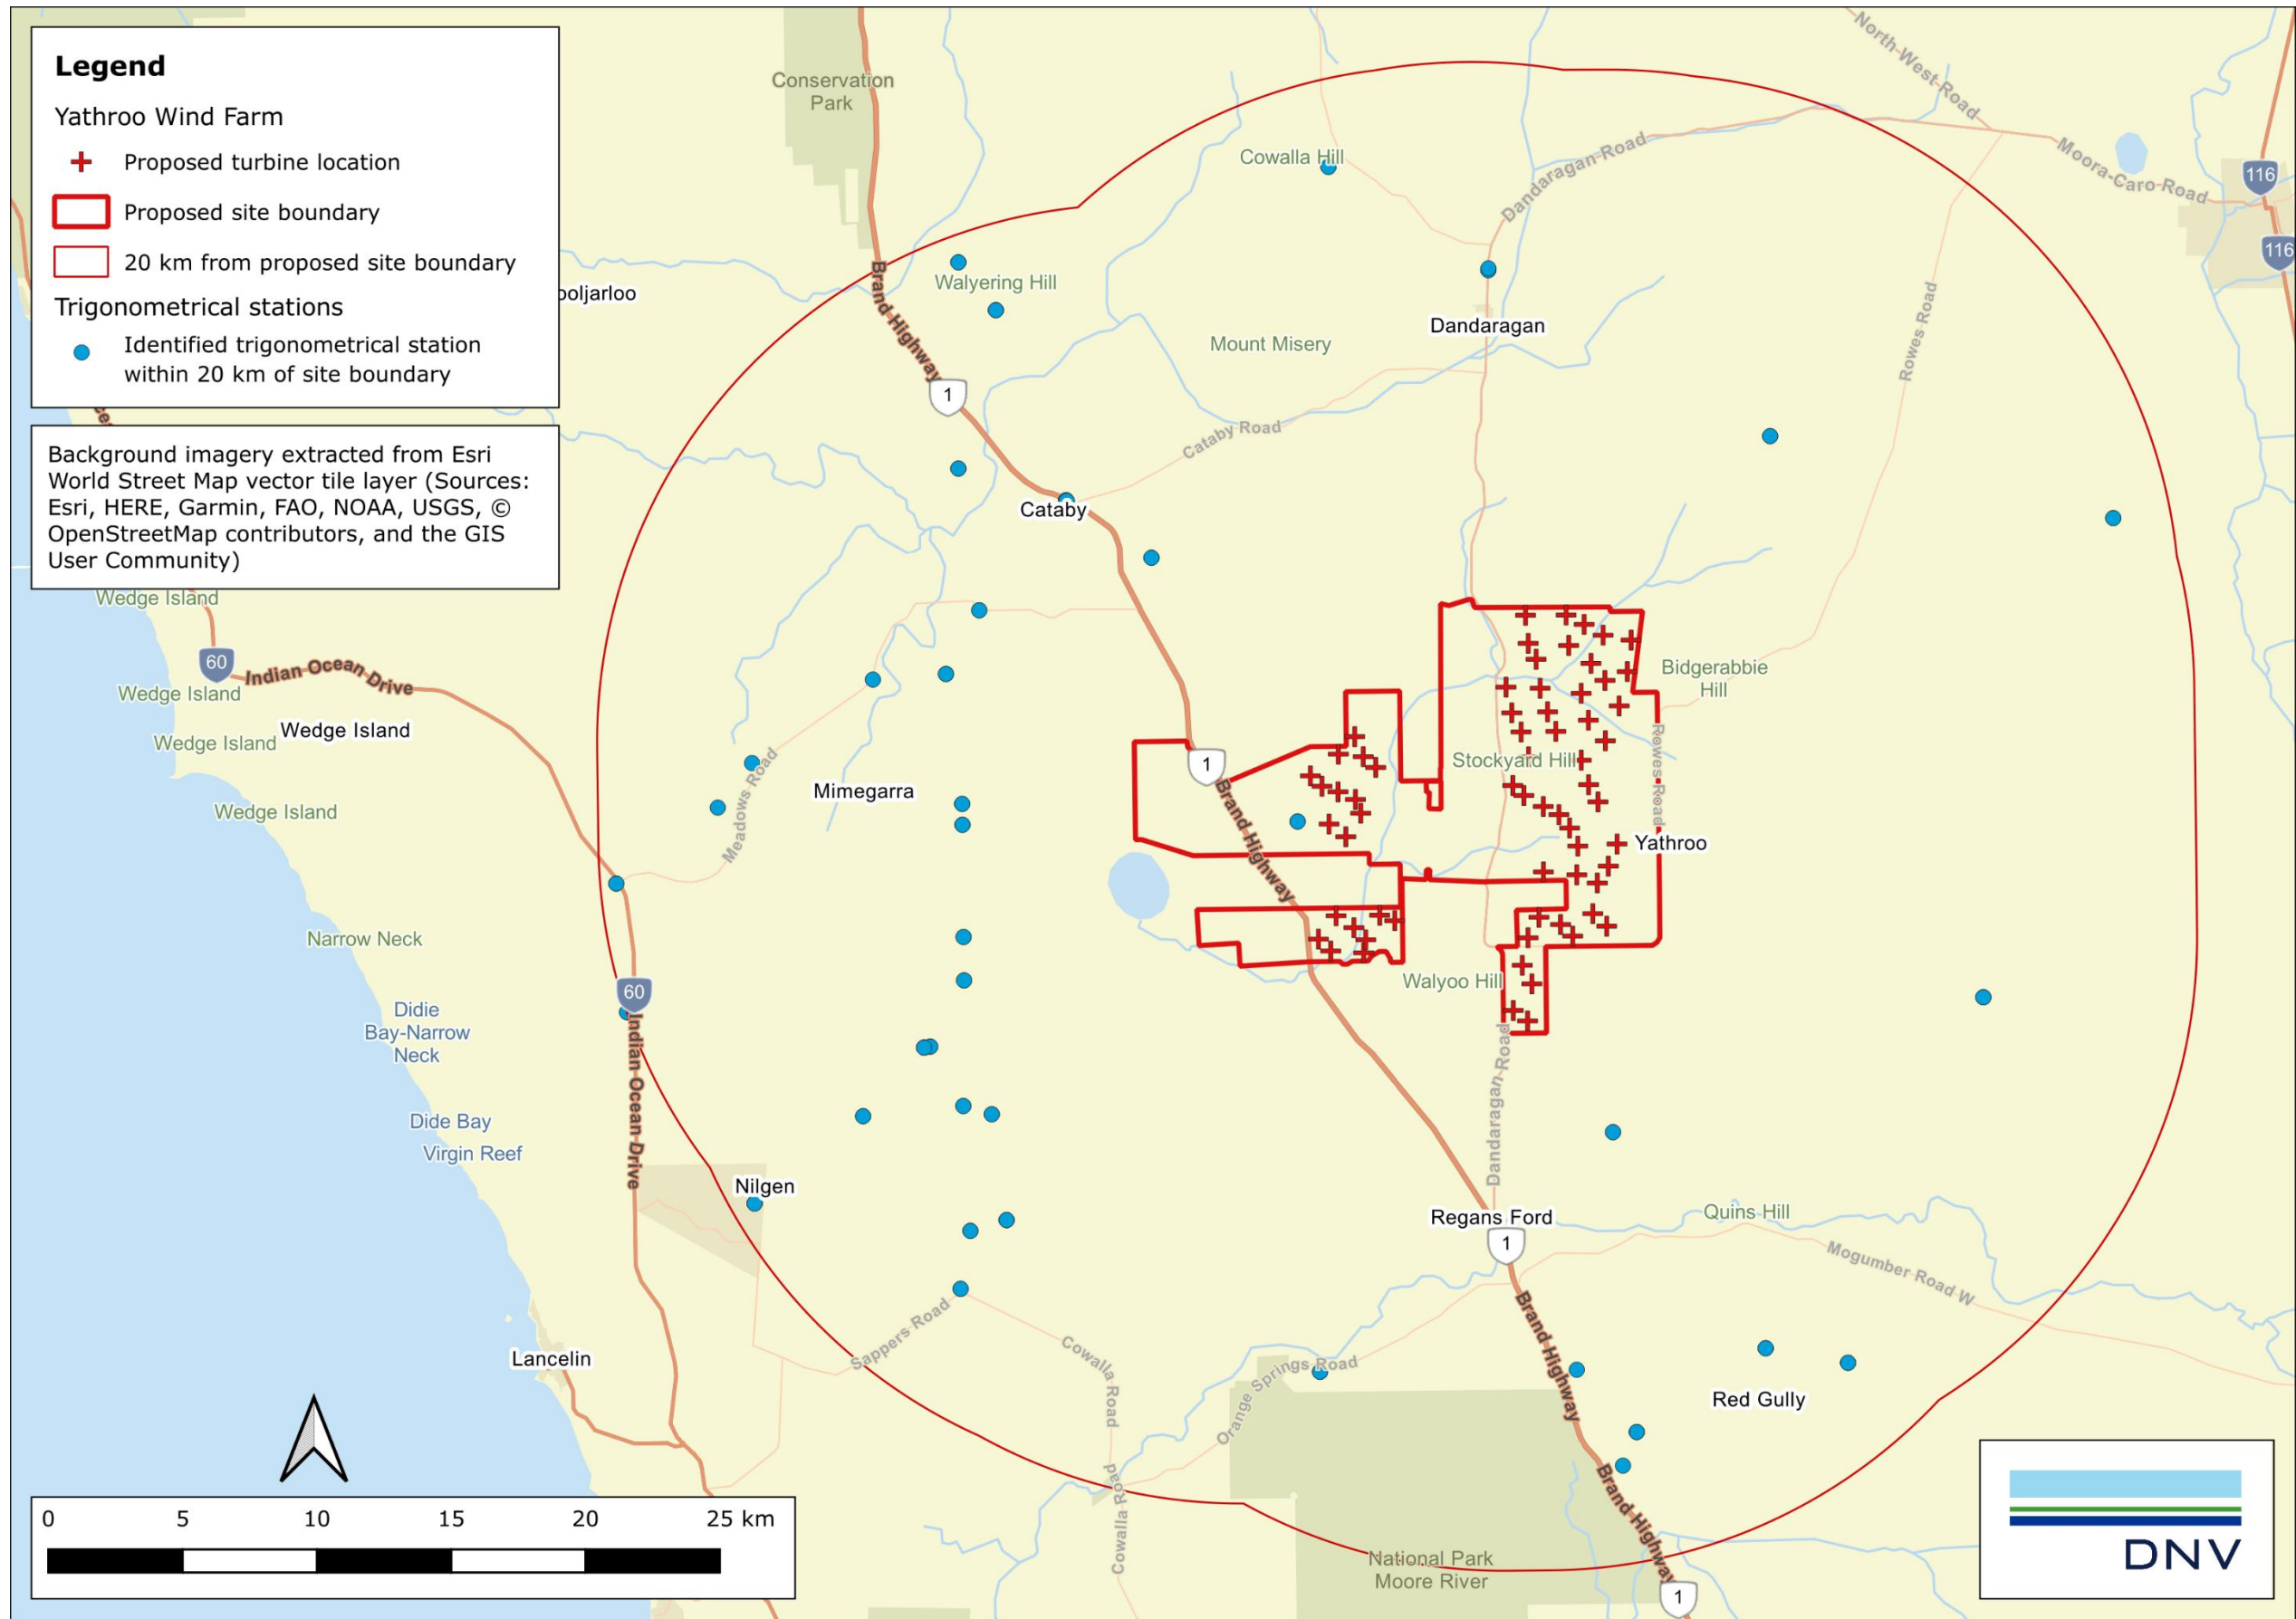 Legend
Yathroo Wind Farm
Proposed turbine location
Proposed site boundary
20 km from proposed site boundary
Trigonometrical stations
Identified trigonometrical station
within 20 km of site boundary
Background imagery extracted from Esri
World Street Map vector tile layer (Sources:
Esri, HERE, Garmin, FAO, NOAA, USGS, ©
OpenStreetMap contributors, and the GIS
User Community)
Conservation
Park
North-West-Road
Cowalla Hill
Dandaragan-Road
Moora-Caro-Road
116
116
Walyering Hill
Brand Highway
ooljarloo
Dandaragan
Mount Misery
Rowes Road
1
Cataby Road
Cataby
Wedge Island
60
Indian Ocean Drive
Wedge Island
Wedge Island
Wedge Island
Wedge Island
Bidgerabbie
Hill
Rowes Road
Stockyard Hill
1
Brand Highway
Mimegarra
Meadows Road
Yathroo
Narrow Neck
Walyoo Hill
60
Indian Ocean Drive
Didie
Bay-Narrow
Neck
Dandaragan-Road
Dide Bay
Virgin Reef
Nilgen
Regans Ford
Quins Hill
1
Mogumber Road W
Brand Highway
Sappers Road
Cowalla Road
Lancelin
Orange Springs Road
Red Gully
Cowalla Road
Brand Highway
National Park
Moore River
1
0 5 10 15 20 25 km
DNV